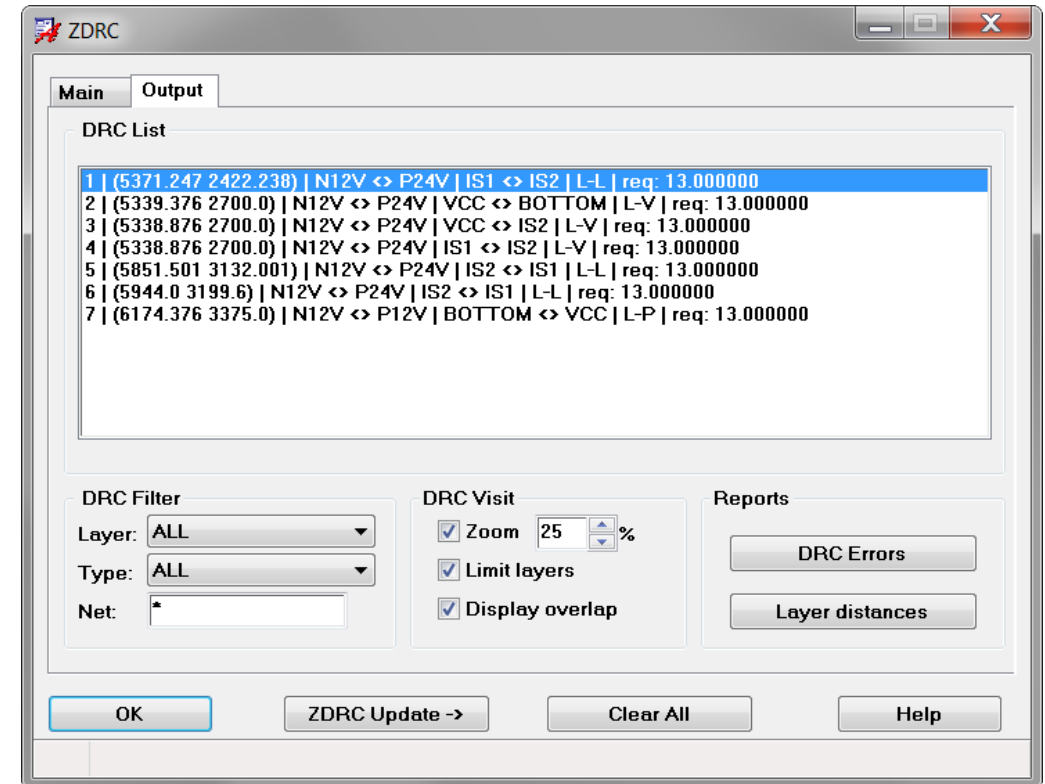 ZDRC
Main Output
DRC List
1 | (5371.247 2422.238) | N12V <> P24V | IS1 <> IS2 | L-L | req: 13.000000
2 | (5339.376 2700.0) | N12V <> P24V | VCC <> BOTTOM | L-V | req: 13.000000
3 | (5338.876 2700.0) | N12V <> P24V | VCC <> IS2 | L-V | req: 13.000000
4 | (5338.876 2700.0) | N12V <> P24V | IS1 <> IS2 | L-V | req: 13.000000
5 | (5851.501 3132.001) | N12V <> P24V | IS2 <> IS1 | L-L | req: 13.000000
6 | (5944.0 3199.6) | N12V <> P24V | IS2 <> IS1 | L-L | req: 13.000000
7 | (6174.376 3375.0) | N12V <> P12V | BOTTOM <> VCC | L-P | req: 13.000000
DRC Filter
Layer: ALL
Type: ALL
Net: *
DRC Visit
Zoom 25 %
Limit layers
Display overlap
Reports
DRC Errors
Layer distances
OK ZDRC Update -> Clear All Help